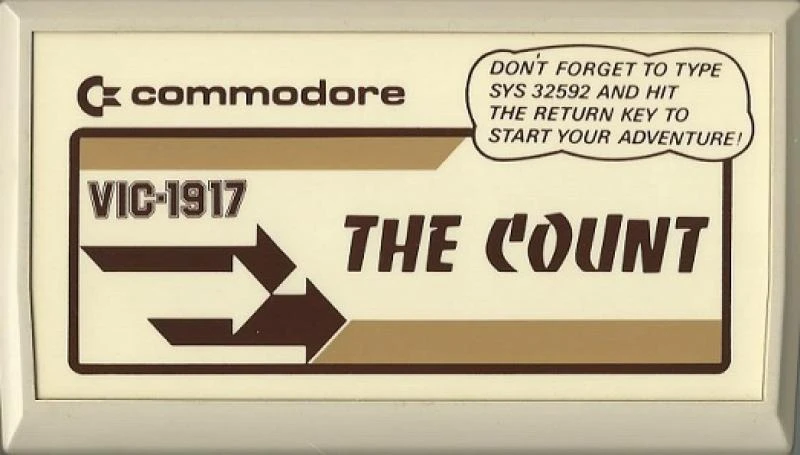 commodore
DON'T FORGET TO TYPE
SYS 32592 AND HIT
THE RETURN KEY TO
START YOUR ADVENTURE!
VIC-1917
THE COUNT